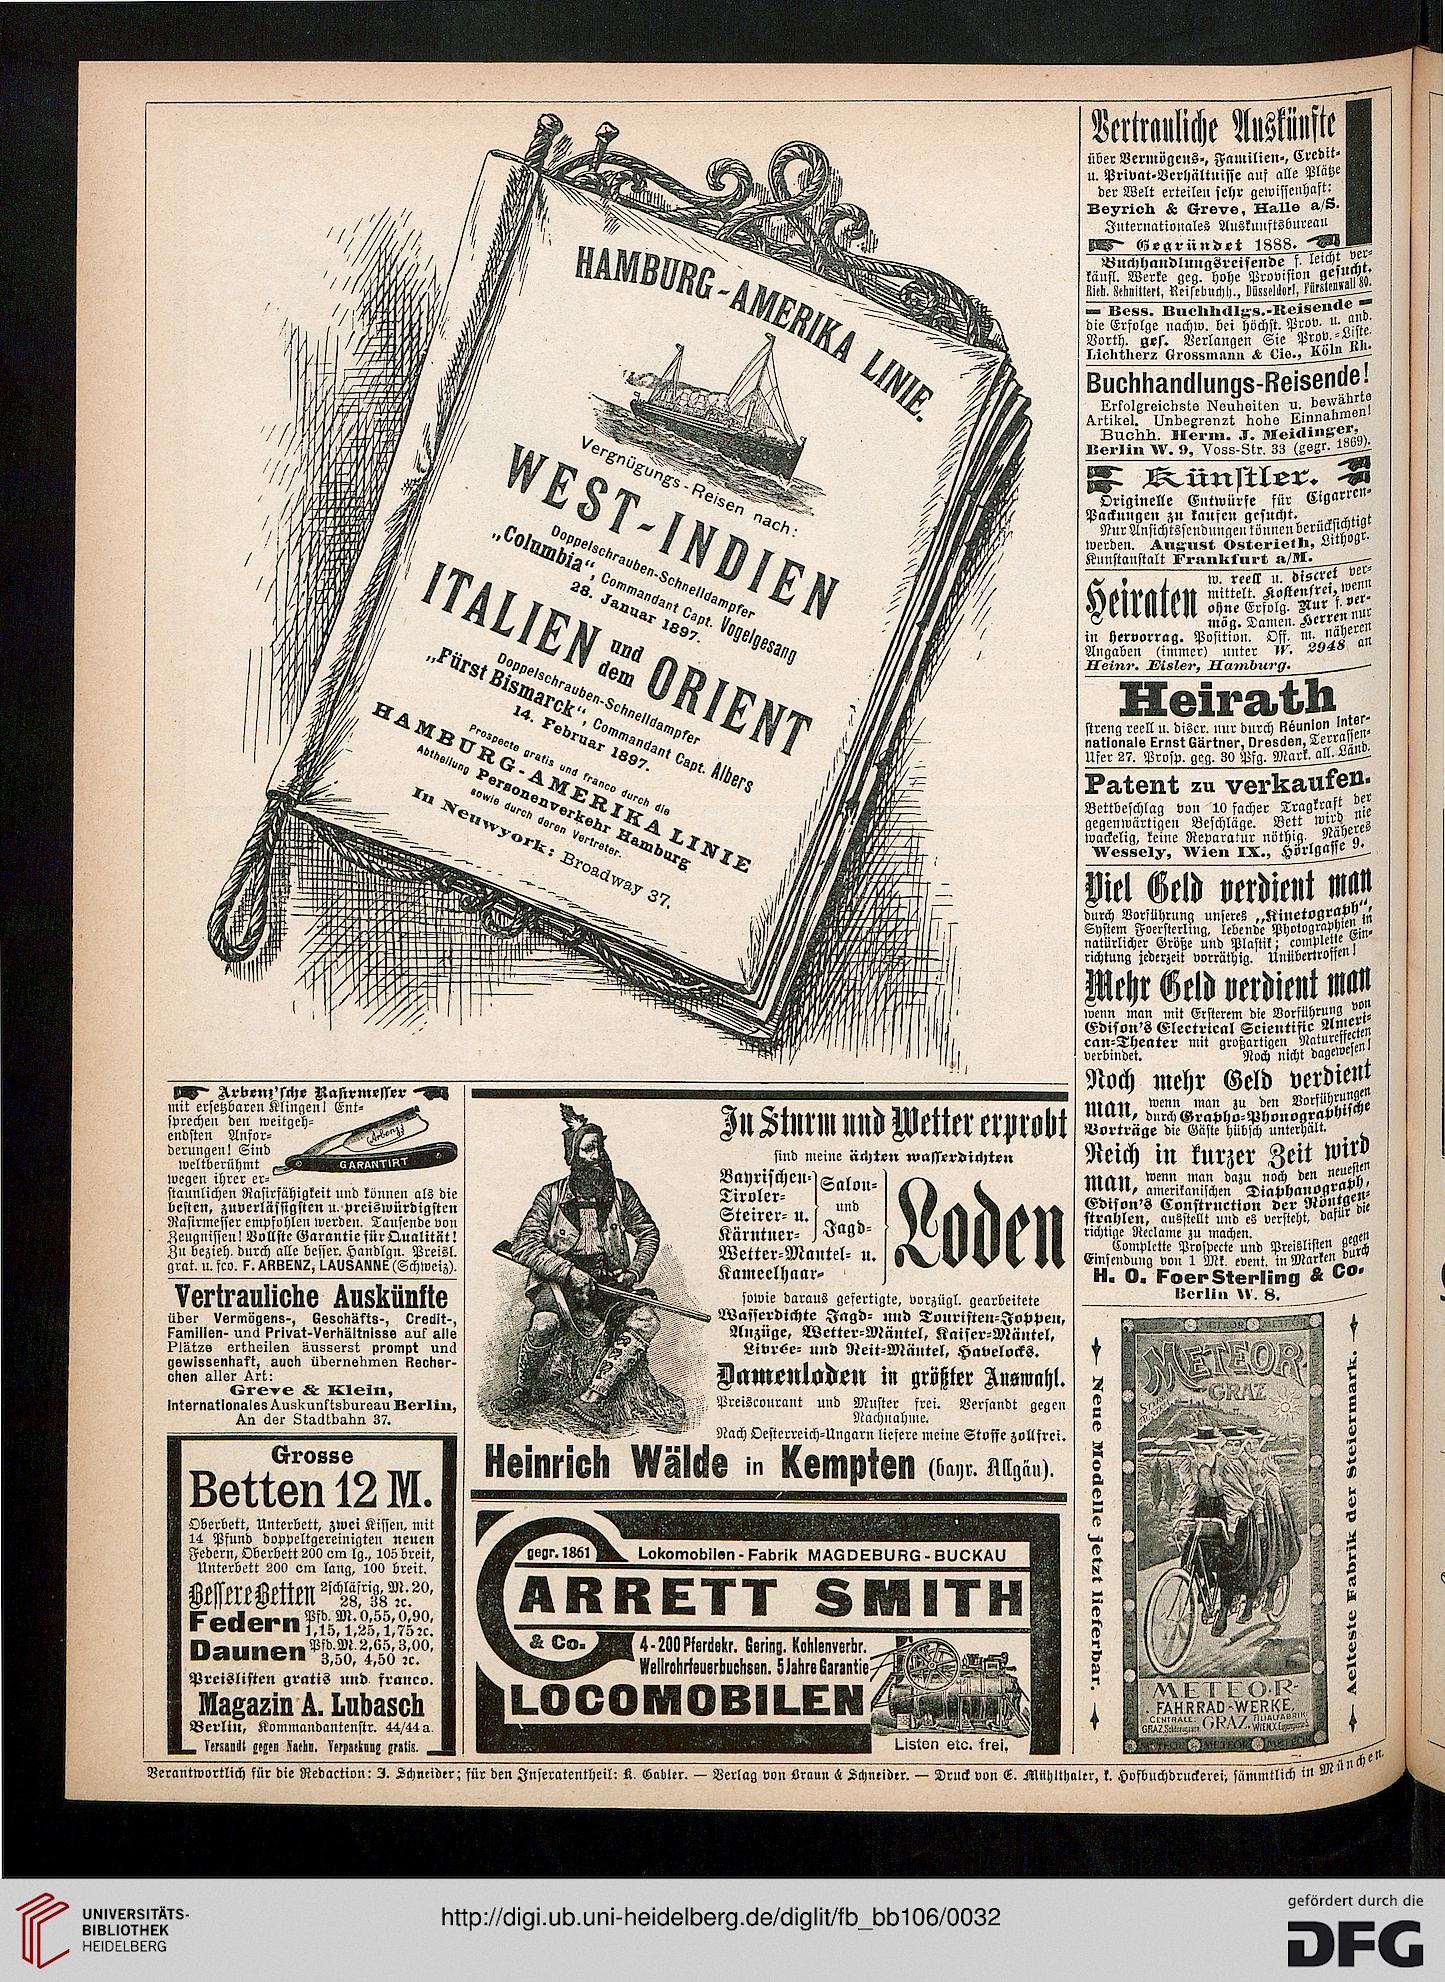 HAMBURG-AMERIKA LINIE.
Vergnügungs-Reisen nach:
WEST-INDIEN
Doppelschrauben-Schnelldampfer
„Columbia“, Commandant Capt. Vogelgesang
28. Januar 1897.
ITALIEN und dem ORIENT
Doppelschrauben-Schnelldampfer
„Fürst Bismarck“, Commandant Capt. Albers
14. Februar 1897.
Prospecte gratis und franco durch die
HAMBURG-AMERIKA LINIE
Abtheilung Personenverkehr Hamburg
sowie durch deren Vertreter.
In Neuwyork: Broadway 37.
Arbenz'sche Rasirmesser
mit ersetzbaren Klingen! Ent-
sprechen den weitgeh-
endsten Anfor-
derungen! Sind
weltberühmt
wegen ihrer er-
staunlichen Rasirfähigkeit und können als die
besten, zuverlässigsten u. preiswürdigsten
Rasirmesser empfohlen werden. Tausende von
Zeugnissen! Vollste Garantie für Qualität!
Zu bezieh. durch alle besser. Handlgn. Preisl.
grat. u. fco. F. ARBENZ, LAUSANNE (Schweiz).
Arbenz
GARANTIRT
Vertrauliche Auskünfte
über Vermögens-, Geschäfts-, Credit-,
Familien- und Privat-Verhältnisse auf alle
Plätze ertheilen äusserst prompt und
gewissenhaft, auch übernehmen Recher-
chen aller Art:
Greve & Klein,
Internationales Auskunftsbureau Berlin,
An der Stadtbahn 37.
Grosse
Betten 12 M.
Oberbett, Unterbett, zwei Kissen, mit
14 Pfund doppeltgereinigten neuen
Federn, Oberbett 200 cm lg., 105 breit,
Unterbett 200 cm lang, 100 breit.
Bessere Betten 2schläfrig, M. 20,
28, 38 ꝛc.
Federn Pfd. M. 0,55, 0,90,
1,15, 1,25, 1,75 ꝛc.
Daunen Pfd. M. 2,65, 3,00,
3,50, 4,50 ꝛc.
Preislisten gratis und franco.
Magazin A. Lubasch
Berlin, Kommandantenstr. 44/44 a.
Versandt gegen Nachn. Verpackung gratis.
In Sturm und Wetter erprobt
sind meine ächten wasserdichten
Bayrischen-
Tiroler-
Steirer- u.
Kärntner-
Salon-
und
Jagd-
Wetter-Mantel- u.
Kameelhaar-
Loden
sowie daraus gefertigte, vorzügl. gearbeitete
Wasserdichte Jagd- und Touristen-Joppen,
Anzüge, Wetter-Mäntel, Kaiser-Mäntel,
Livrée- und Reit-Mäntel, Havelocks.
Damenloden in größter Auswahl.
Preiscourant und Muster frei. Versandt gegen
Nachnahme.
Nach Oesterreich-Ungarn liefere meine Stoffe zollfrei.
Heinrich Wälde in Kempten (bayr. Allgäu).
gegr. 1861 Lokomobilen-Fabrik MAGDEBURG-BUCKAU
GARRETT SMITH
& Co.
4-200 Pferdekr. Gering. Kohlenverbr.
Wellrohrfeuerbuchsen. 5 Jahre Garantie
LOCOMOBILEN
Listen etc. frei.
Vertrauliche Auskünfte
über Vermögens-, Familien-, Credit-
u. Privat-Verhältnisse auf alle Plätze
der Welt erteilen sehr gewissenhaft:
Beyrich & Greve, Halle a/S.
Internationales Auskunftsbureau
Gegründet 1888.
Buchhandlungsreisende f. leicht ver-
käufl. Werke geg. hohe Provision gesucht.
Rich. Schnittert, Reisebuchh., Düsseldorf, Fürstenwall 80.
Bess. Buchhdlgs.-Reisende
die Erfolge nachw. bei höchst. Prov. u. and.
Vorth. ges. Verlangen Sie Prov.-Liste.
Lichtherz Grossmann & Cie., Köln Rh.
Buchhandlungs-Reisende!
Erfolgreichste Neuheiten u. bewährte
Artikel. Unbegrenzt hohe Einnahmen!
Buchh. Herm. J. Meidinger,
Berlin W. 9, Voss-Str. 33 (gegr. 1869).
Künstler.
Originelle Entwürfe für Cigarren-
Packungen zu kaufen gesucht.
Nur Ansichtssendungen können berücksichtigt
werden. August Osterieth, Lithogr.
Kunstanstalt Frankfurt a/M.
Heiraten w. reell u. discret ver-
mittelt. Kostenfrei, wenn
ohne Erfolg. Nur f. ver-
mög. Damen. Herren nur
in hervorrag. Position. Off. m. näheren
Angaben (immer) unter W. 2948 an
Heinr. Eisler, Hamburg.
Heirath
streng reell u. discr. nur durch Réunion Inter-
nationale Ernst Gärtner, Dresden, Terrassen-
Ufer 27. Prosp. geg. 30 Pfg. Mark. all. Länd.
Patent zu verkaufen.
Bettbeschlag von 10 facher Tragkraft der
gegenwärtigen Beschläge. Bett wird nie
wackelig, keine Reparatur nöthig. Näheres
Wessely, Wien IX., Hörlgasse 9.
Viel Geld verdient man
durch Vorführung unseres „Kinetograph“,
System Foersterling, lebende Photographien in
natürlicher Größe und Plastik; complette Ein-
richtung jederzeit vorräthig. Unübertroffen!
Mehr Geld verdient man
wenn man mit Ersterem die Vorführung von
Edison's Electrical Scientific Ameri-
can-Theater mit großartigen Natureffecten
verbindet. Noch nicht dagewesen!
Noch mehr Geld verdient
man, wenn man zu den Vorführungen
durch Grapho-Phonographische
Vorträge die Gäste hübsch unterhält.
Reich in kurzer Zeit wird
man, wenn man dazu noch den neuesten
amerikanischen Diaphanograph,
Edison's Construction der Röntgen-
strahlen, ausstellt und es versteht, dafür die
richtige Reclame zu machen.
Complette Prospecte und Preislisten gegen
Einsendung von 1 Mk. event. in Marken durch
H. O. Foersterling & Co.
Berlin W. 8.
Neue Modelle jetzt lieferbar.
METEOR
GRAZ
METEOR-
FAHRRAD-WERKE.
CENTRALE: GRAZ. FILIALFABRIK
Aelteste Fabrik der Steiermark.
Verantwortlich für die Redaction: J. Schneider; für den Inseratentheil: K. Gabler. — Verlag von Braun & Schneider. — Druck von E. Mühlthaler, k. Hofbuchdruckerei; sämmtlich in München.
UNIVERSITÄTS-
BIBLIOTHEK
HEIDELBERG
http://digi.ub.uni-heidelberg.de/diglit/fb_bb106/0032
gefördert durch die
DFG